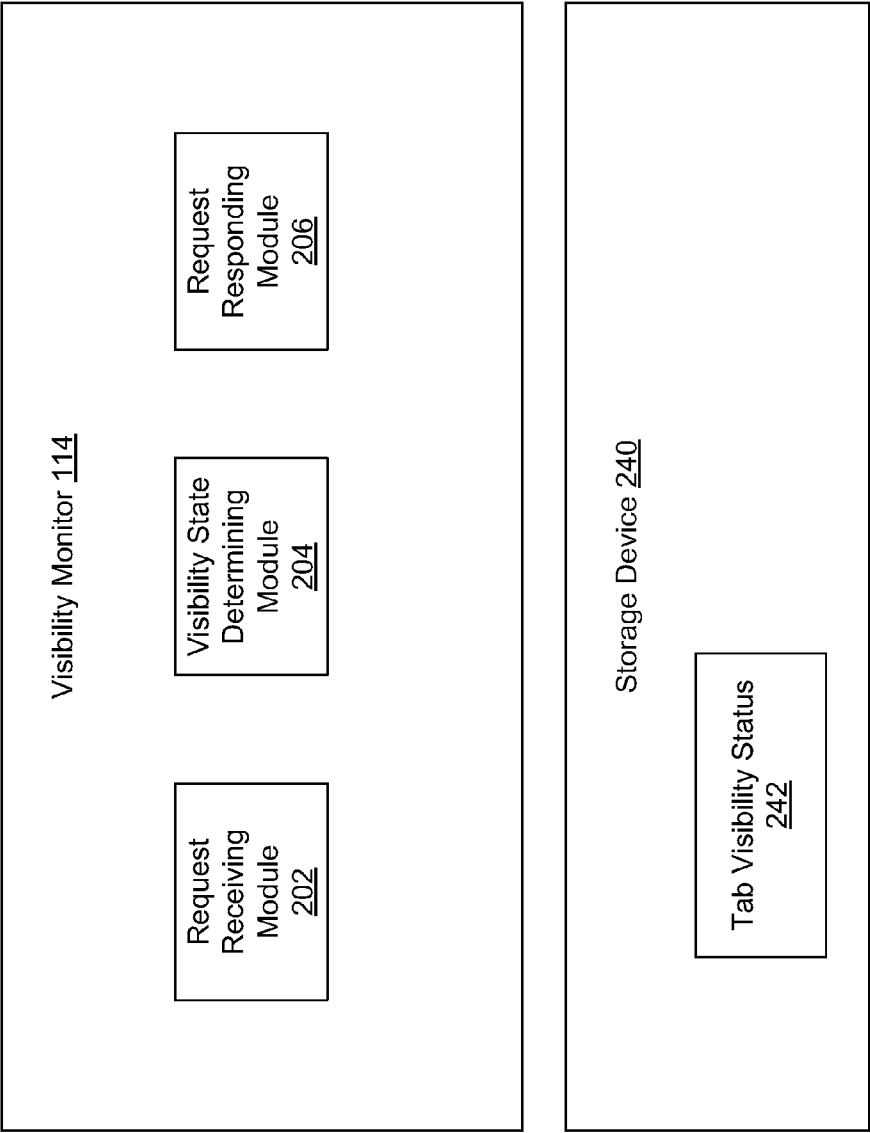 Visibility Monitor 114
Request
Receiving
Module
202
Visibility State
Determining
Module
204
Request
Responding
Module
206
Storage Device 240
Tab Visibility Status
242